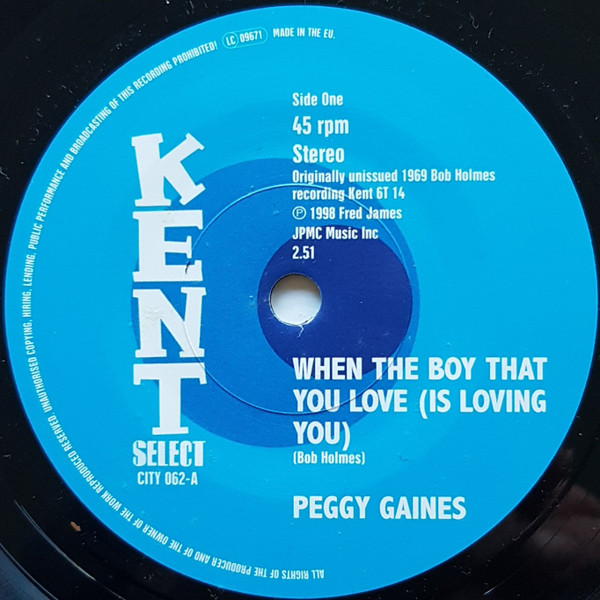 ALL RIGHTS OF THE PRODUCER AND OF THE OWNER OF THE WORK REPRODUCED RESERVED. UNAUTHORISED COPYING, HIRING, LENDING, PUBLIC PERFORMANCE AND BROADCASTING OF THIS RECORDING PROHIBITED! LC 09671 MADE IN THE EU.
KENT
SELECT
CITY 062-A
Side One
45 rpm
Stereo
Originally unissued 1969 Bob Holmes
recording Kent 6T 14
℗ 1998 Fred James
JPMC Music Inc
2.51
WHEN THE BOY THAT
YOU LOVE (IS LOVING
YOU)
(Bob Holmes)
PEGGY GAINES